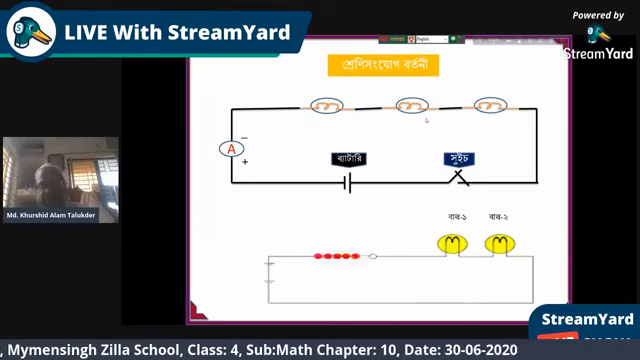 LIVE With StreamYard
Powered by
StreamYard
English
শ্রেণিসংযোগ বর্তনী
A
–
+
ব্যাটারি
সুইচ
Md. Khurshid Alam Talukder
বাল্ব-১ বাল্ব-২
StreamYard
, Mymensingh Zilla School, Class: 4, Sub:Math Chapter: 10, Date: 30-06-2020